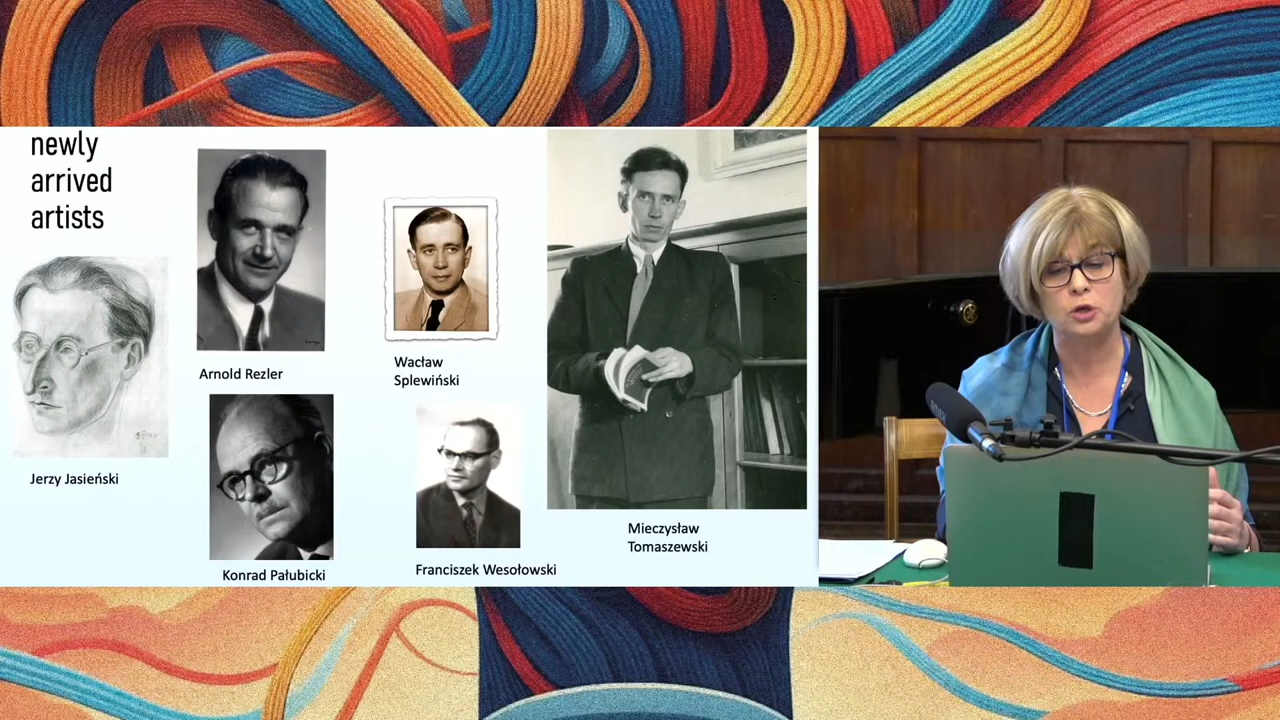 newly
arrived
artists
Arnold Rezler
Wacław
Splewiński
Jerzy Jasieński
Konrad Pałubicki
Franciszek Wesołowski
Mieczysław
Tomaszewski